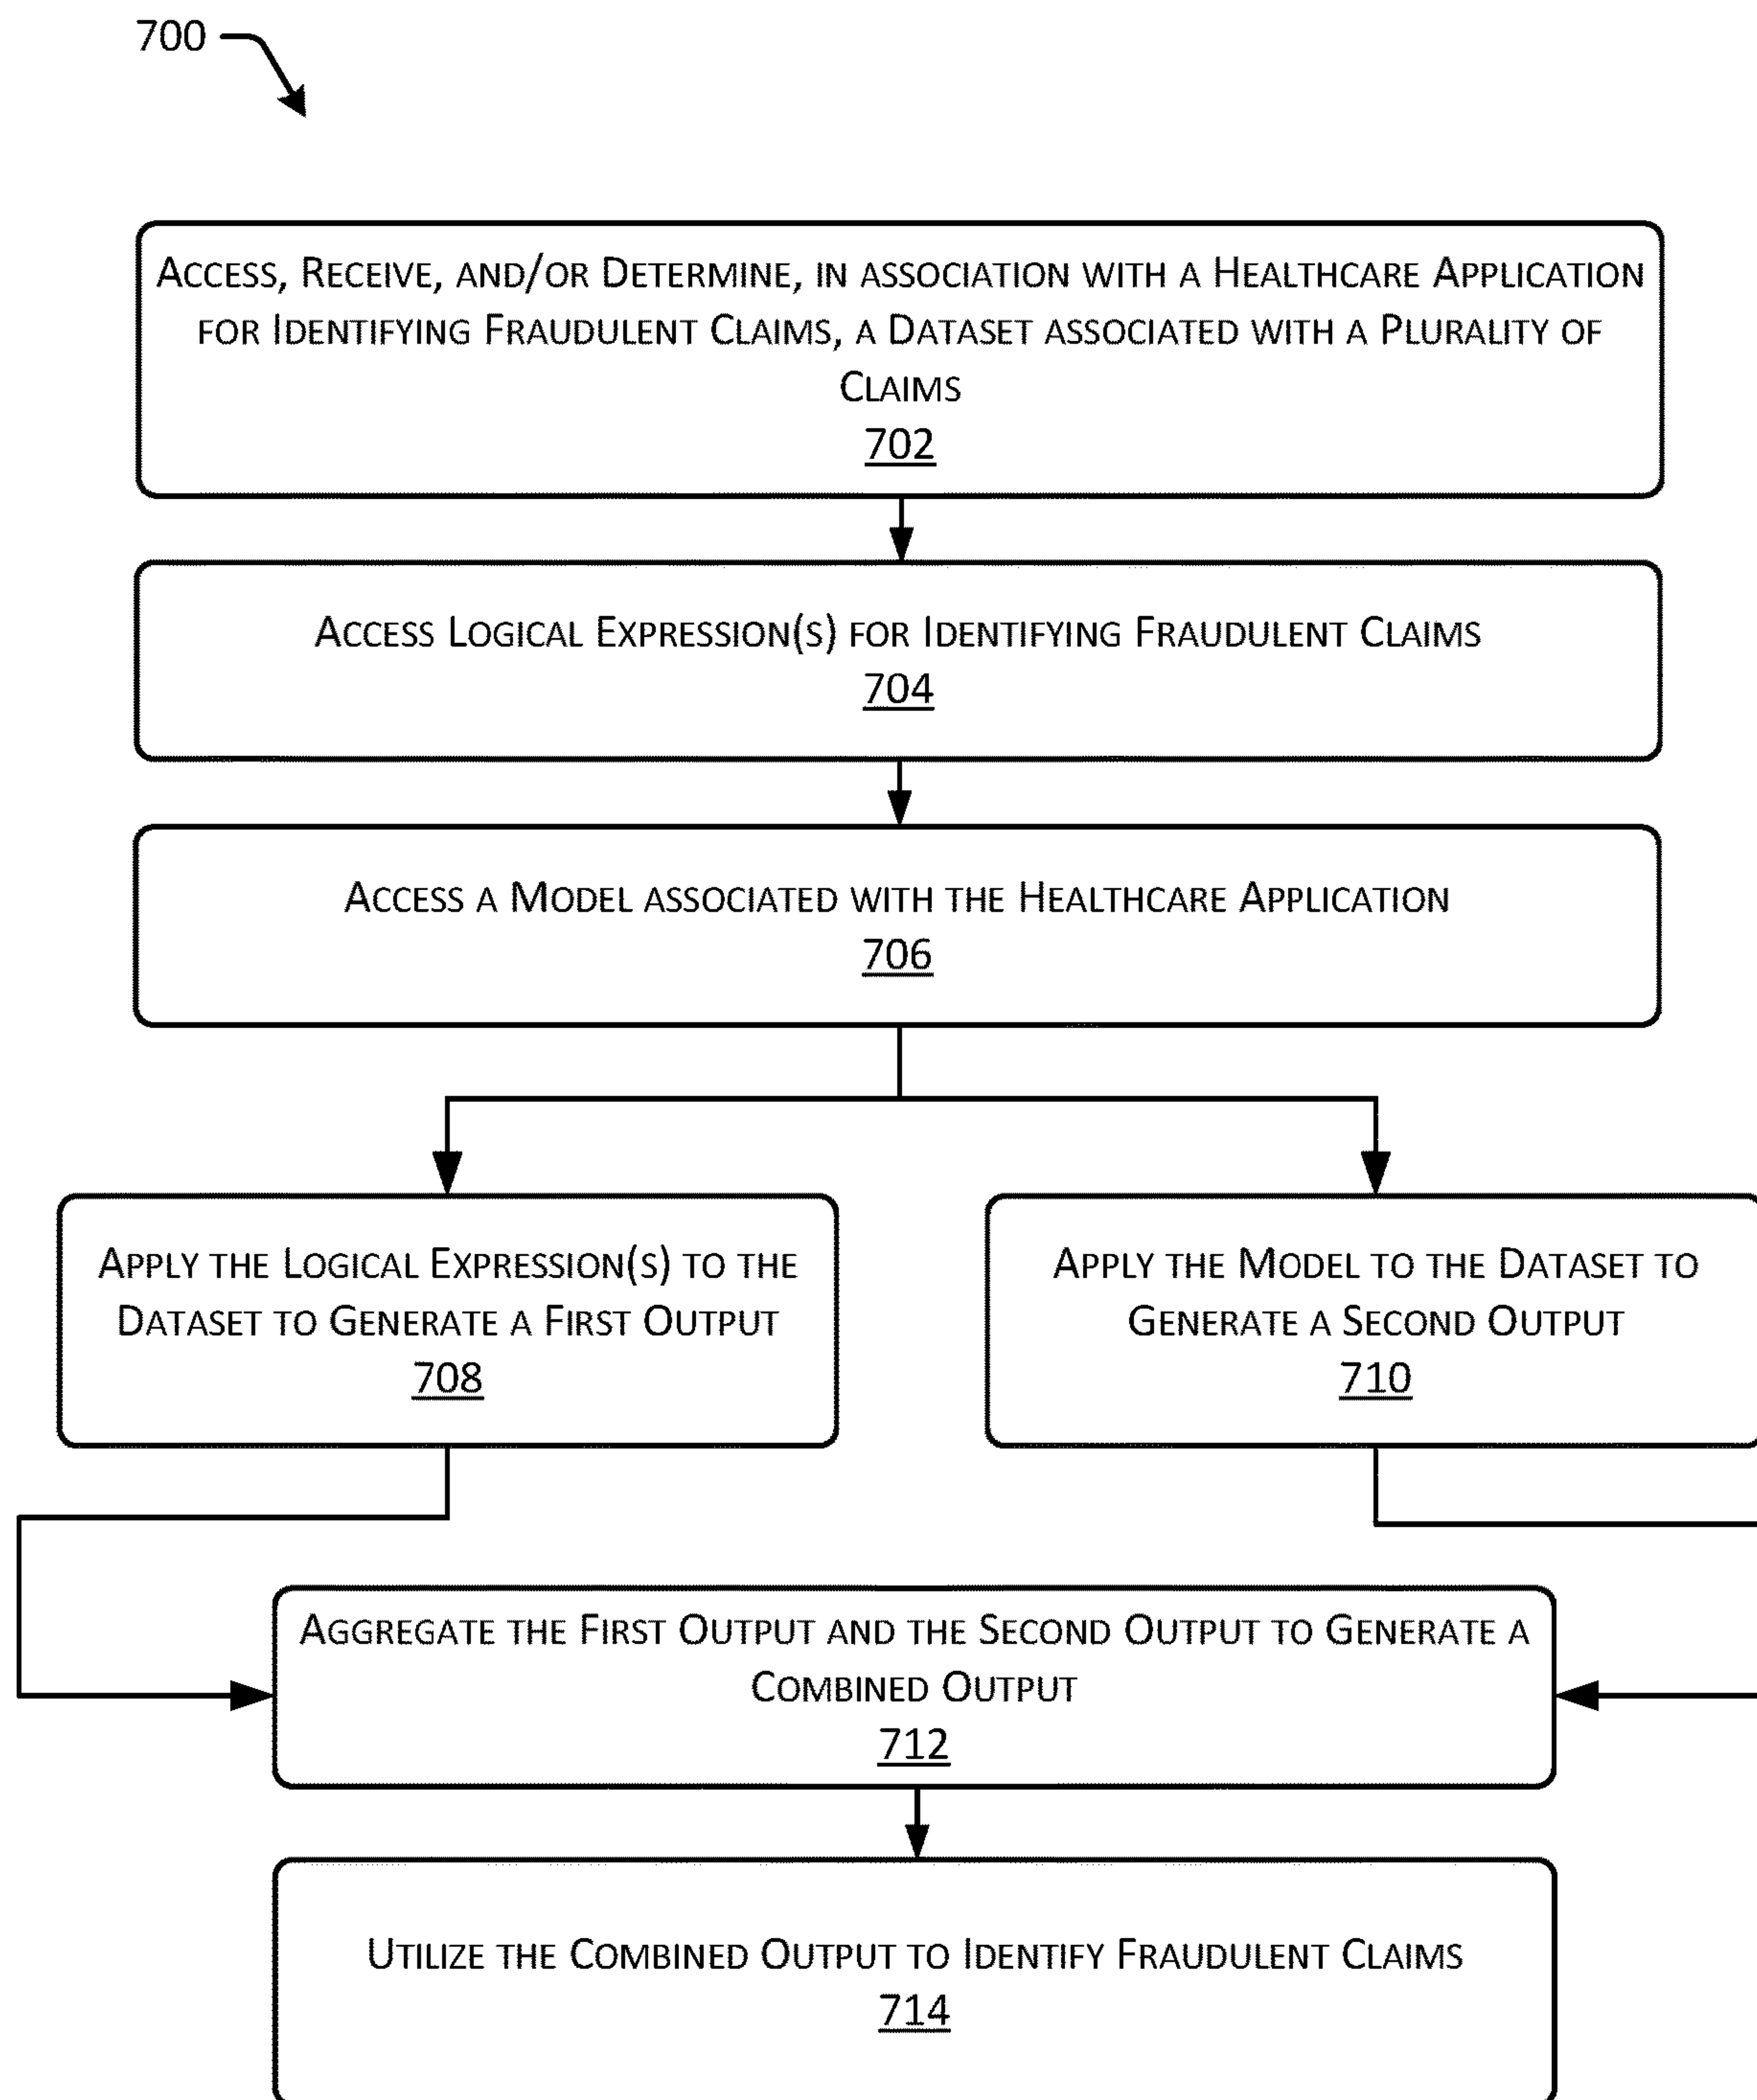 700
Access, Receive, and/or Determine, in association with a Healthcare Application
for Identifying Fraudulent Claims, a Dataset associated with a Plurality of
Claims
702
Access Logical Expression(s) for Identifying Fraudulent Claims
704
Access a Model associated with the Healthcare Application
706
Apply the Logical Expression(s) to the
Dataset to Generate a First Output
708
Apply the Model to the Dataset to
Generate a Second Output
710
Aggregate the First Output and the Second Output to Generate a
Combined Output
712
Utilize the Combined Output to Identify Fraudulent Claims
714